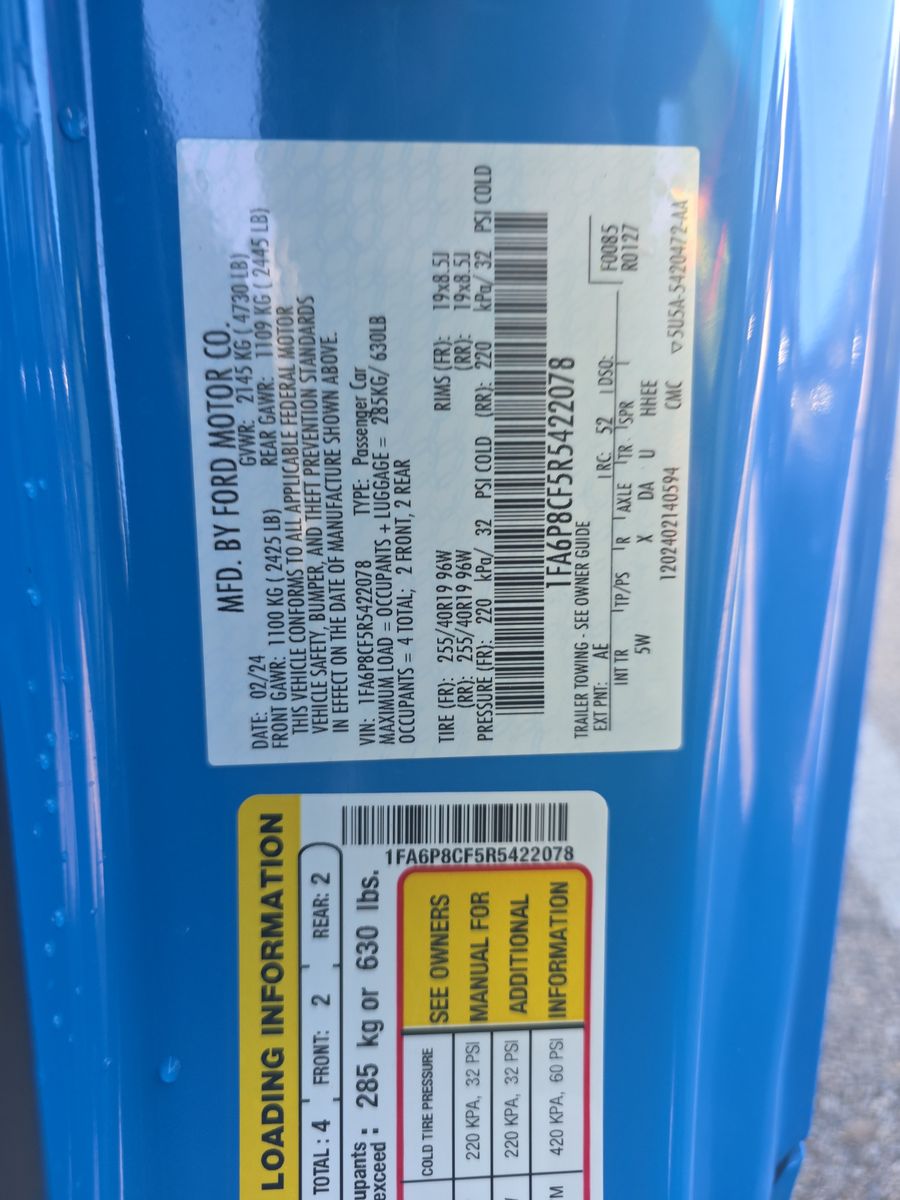 MFD. BY FORD MOTOR CO.
DATE: 02/24 GVWR: 2145 KG ( 4730 LB)
FRONT GAWR: 1100 KG ( 2425 LB) REAR GAWR: 1109 KG ( 2445 LB)
THIS VEHICLE CONFORMS TO ALL APPLICABLE FEDERAL MOTOR
VEHICLE SAFETY, BUMPER, AND THEFT PREVENTION STANDARDS
IN EFFECT ON THE DATE OF MANUFACTURE SHOWN ABOVE.
VIN: 1FA6P8CF5R5422078 TYPE: Passenger Car
MAXIMUM LOAD = OCCUPANTS + LUGGAGE = 285KG/ 630LB
OCCUPANTS = 4 TOTAL; 2 FRONT, 2 REAR
TIRE (FR): 255/40R19 96W RIMS (FR): 19x8.5J
(RR): 255/40R19 96W (RR): 19x8.5J
PRESSURE (FR): 220 kPa/ 32 PSI COLD (RR): 220 kPa/ 32 PSI COLD
1FA6P8CF5R5422078
TRAILER TOWING - SEE OWNER GUIDE
EXT PNT: AE RC: 52 DSO: F0085
INT TR TP/PS R AXLE TR SPR R0127
5W X DA U HHEE
120240214059​4 CMC ▽5U5A-5420472-AA
LOADING INFORMATION
TOTAL : 4 FRONT: 2 REAR: 2
upants : 285 kg or 630 lbs.
exceed
1FA6P8CF5R5422078
COLD TIRE PRESSURE
220 KPA, 32 PSI
220 KPA, 32 PSI
M 420 KPA, 60 PSI
SEE OWNERS
MANUAL FOR
ADDITIONAL
INFORMATION